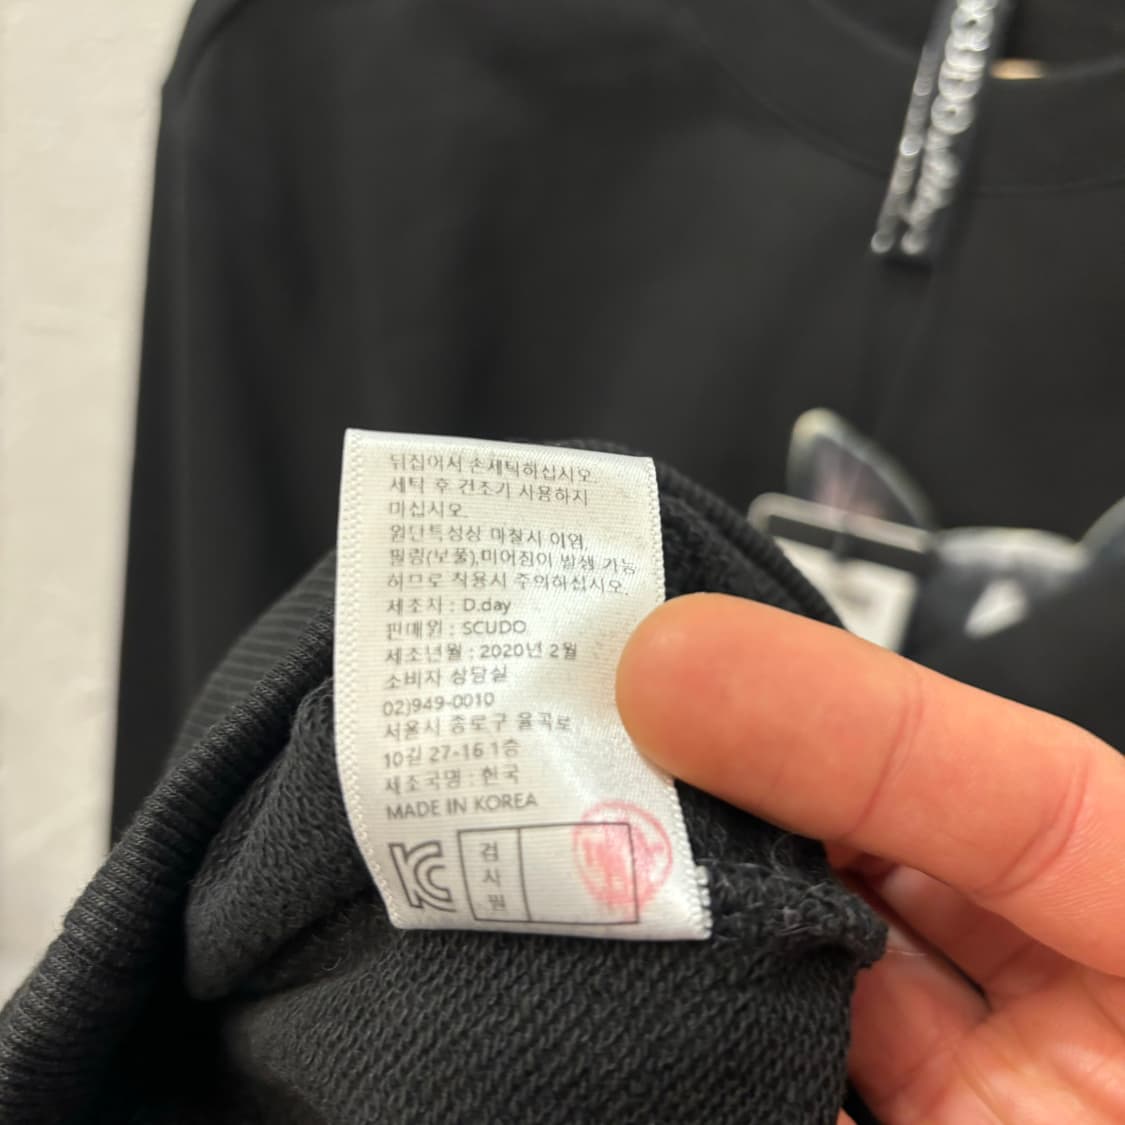 뒤집어서 손세탁하십시오.
세탁 후 건조기 사용하지
마십시오.
원단특성상 마찰시 이염,
필링(보풀),미어짐이 발생 가능
하므로 착용시 주의하십시오.
제조자 : D.day
판매원 : SCUDO
제조년월 : 2020년 2월
소비자 상담실
02)949-0010
서울시 종로구 율곡로
10길 27-16 1층
제조국명 : 한국
MADE IN KOREA
검사필